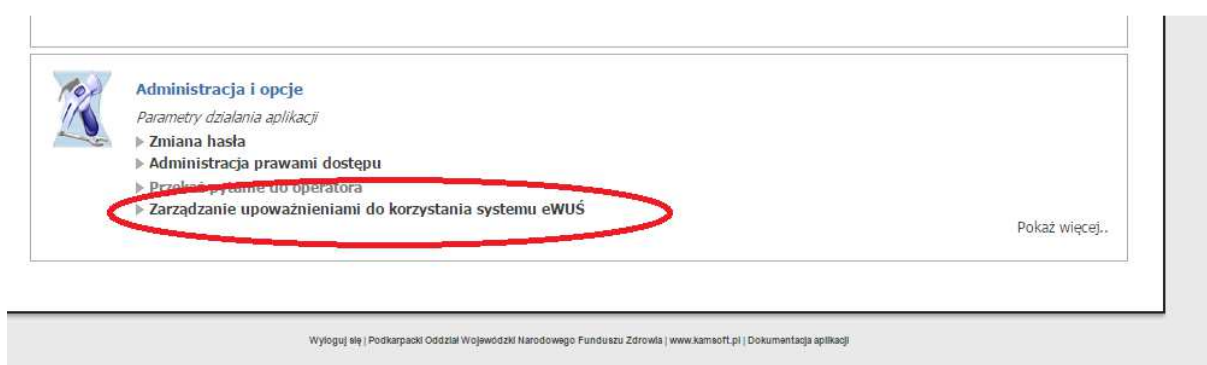 Administracja i opcje
Parametry działania aplikacji
Zmiana hasła
Administracja prawami dostępu
Przekaż pytanie do operatora
Zarządzanie upoważnieniami do korzystania systemu eWUŚ
Pokaż więcej..
Wyloguj się | Podkarpacki Oddział Wojewódzki Narodowego Funduszu Zdrowia | www.kamsoft.pl | Dokumentacja aplikacji